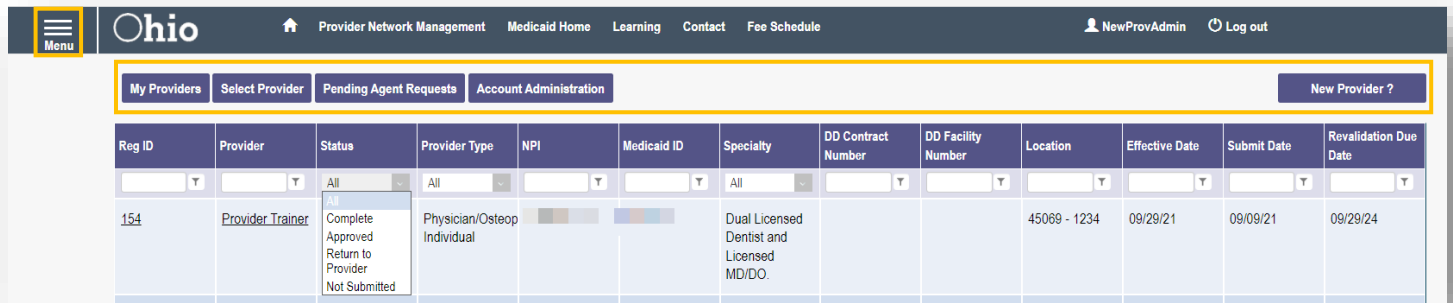 Menu
Ohio
Provider Network Management Medicaid Home Learning Contact Fee Schedule
NewProvAdmin Log out
My Providers Select Provider Pending Agent Requests Account Administration New Provider ?
Reg ID Provider Status Provider Type NPI Medicaid ID Specialty DD Contract Number DD Facility Number Location Effective Date Submit Date Revalidation Due Date
All All All
All
Complete
Approved
Return to
Provider
Not Submitted
154 Provider Trainer Physician/Osteop
Individual
Dual Licensed
Dentist and
Licensed
MD/DO.
45069 - 1234 09/29/21 09/09/21 09/29/24